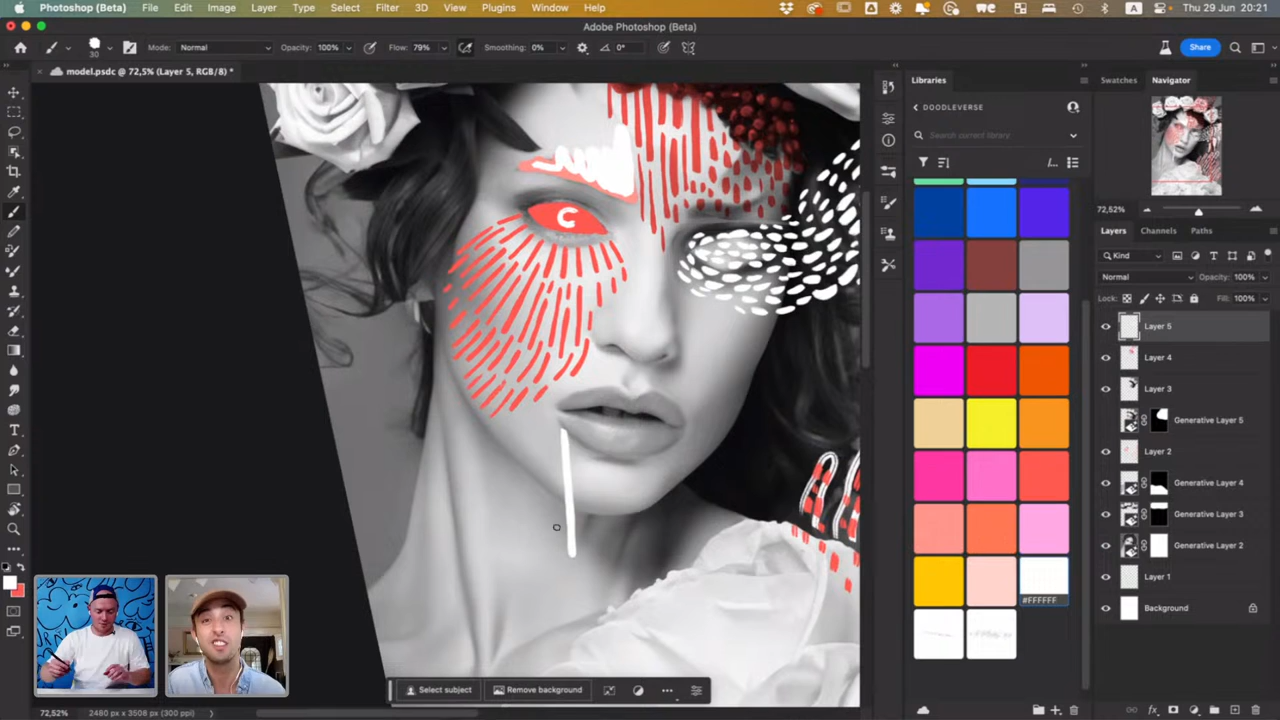 Photoshop (Beta) File Edit Image Layer Type Select Filter 3D View Plugins Window Help Thu 29 Jun 20:21
Adobe Photoshop (Beta)
30 Mode: Normal Opacity: 100% Flow: 79% Smoothing: 0% 0° Share
model.psdc @ 72,5% (Layer 5, RGB/8) *
Libraries
DOODLEVERSE
Search current library
#FFFFFF
Swatches Navigator
72,52%
Layers Channels Paths
Kind
Normal Opacity: 100%
Lock: Fill: 100%
Layer 5
Layer 4
Layer 3
Generative Layer 5
Layer 2
Generative Layer 4
Generative Layer 3
Generative Layer 2
Layer 1
Background
C
Select subject Remove background
72,52% 2480 px x 3508 px (300 ppi)